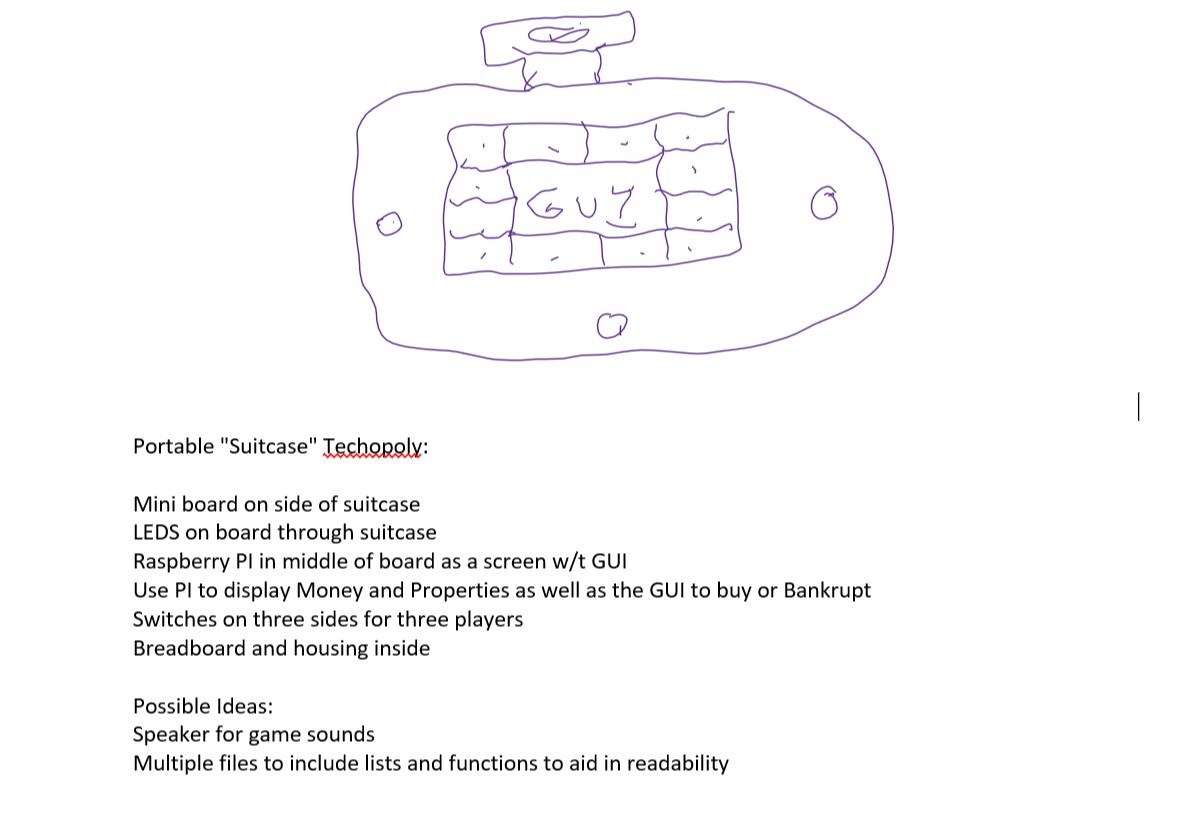 GUI
Portable "Suitcase" Techopoly:
Mini board on side of suitcase
LEDS on board through suitcase
Raspberry PI in middle of board as a screen w/t GUI
Use PI to display Money and Properties as well as the GUI to buy or Bankrupt
Switches on three sides for three players
Breadboard and housing inside
Possible Ideas:
Speaker for game sounds
Multiple files to include lists and functions to aid in readability